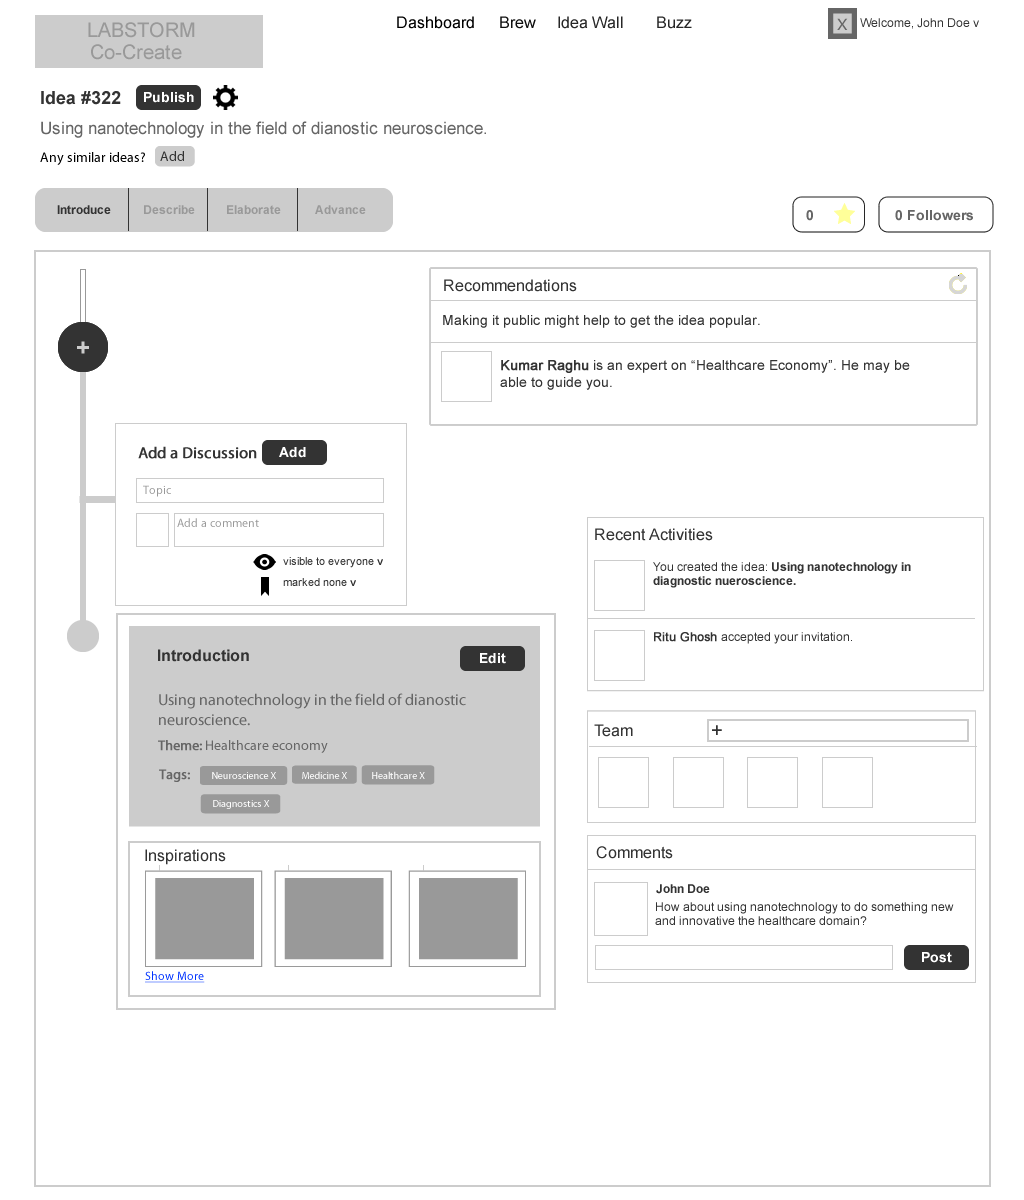 LABSTORM
Co-Create
Dashboard Brew Idea Wall Buzz
X Welcome, John Doe v
Idea #322 Publish
Using nanotechnology in the field of dianostic neuroscience.
Any similar ideas? Add
Introduce Describe Elaborate Advance
0 0 Followers
Recommendations
Making it public might help to get the idea popular.
Kumar Raghu is an expert on “Healthcare Economy”. He may be
able to guide you.
+
Add a Discussion Add
Topic
Add a comment
visible to everyone v
marked none v
Introduction Edit
Using nanotechnology in the field of dianostic
neuroscience.
Theme: Healthcare economy
Tags: Neuroscience X Medicine X Healthcare X
Diagnostics X
Inspirations
Show More
Recent Activities
You created the idea: Using nanotechnology in
diagnostic nueroscience.
Ritu Ghosh accepted your invitation.
Team +
Comments
John Doe
How about using nanotechnology to do something new
and innovative the healthcare domain?
Post